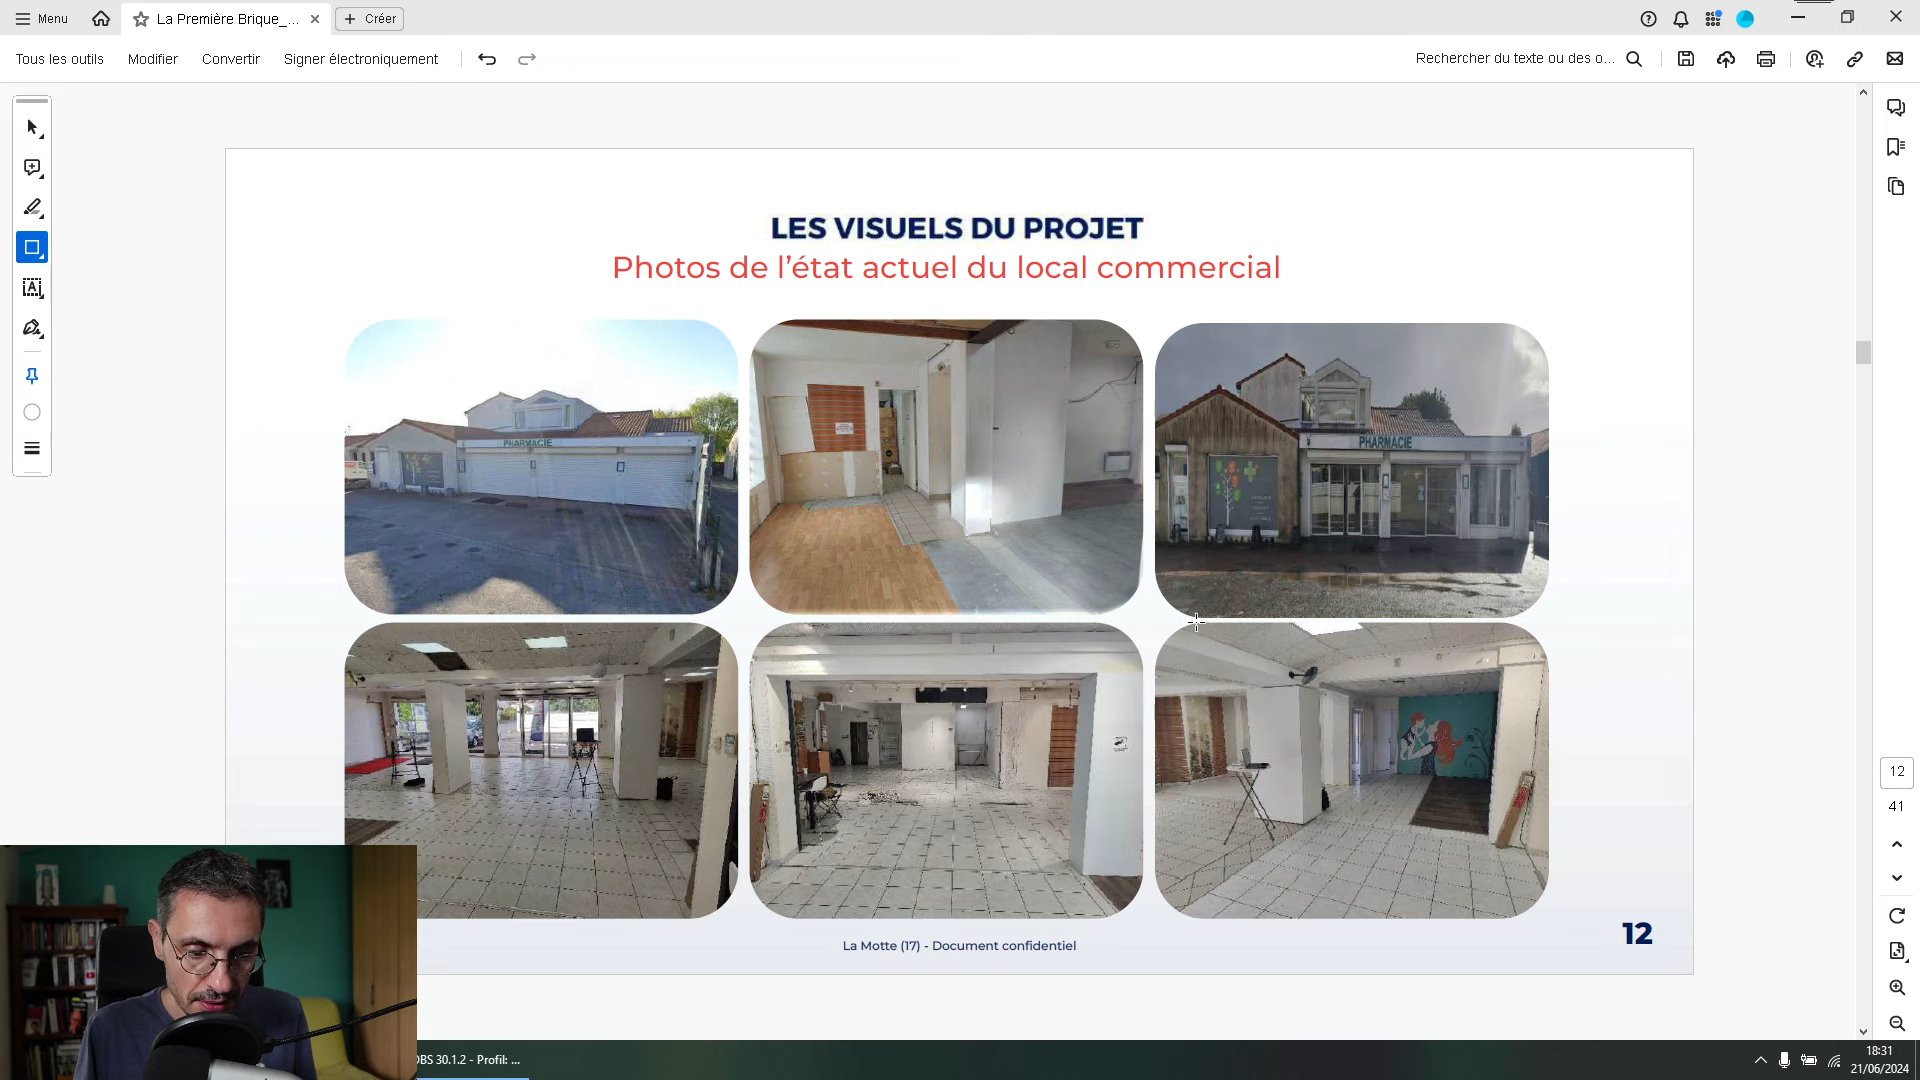 Menu
La Première Brique_...
Créer
Tous les outils
Modifier
Convertir
Signer électroniquement
Rechercher du texte ou des o...
LES VISUELS DU PROJET
Photos de l'état actuel du local commercial
PHARMACIE
PHARMACIE
12
41
12
La Motte (17) - Document confidentiel
OBS 30.1.2 - Profil: ...
18:31
21/06/2024